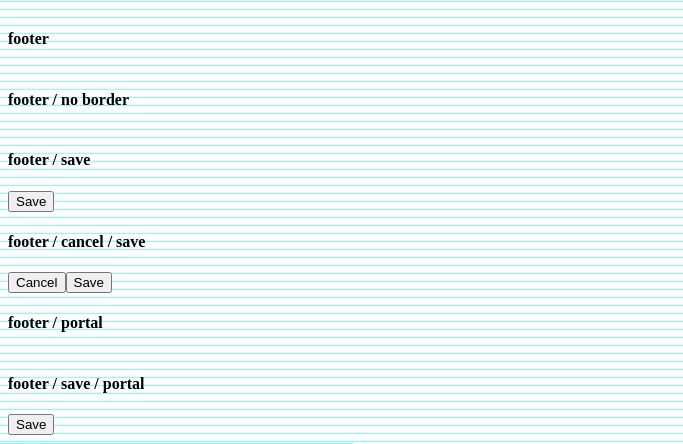 footer
footer / no border
footer / save
Save
footer / cancel / save
Cancel Save
footer / portal
footer / save / portal
Save